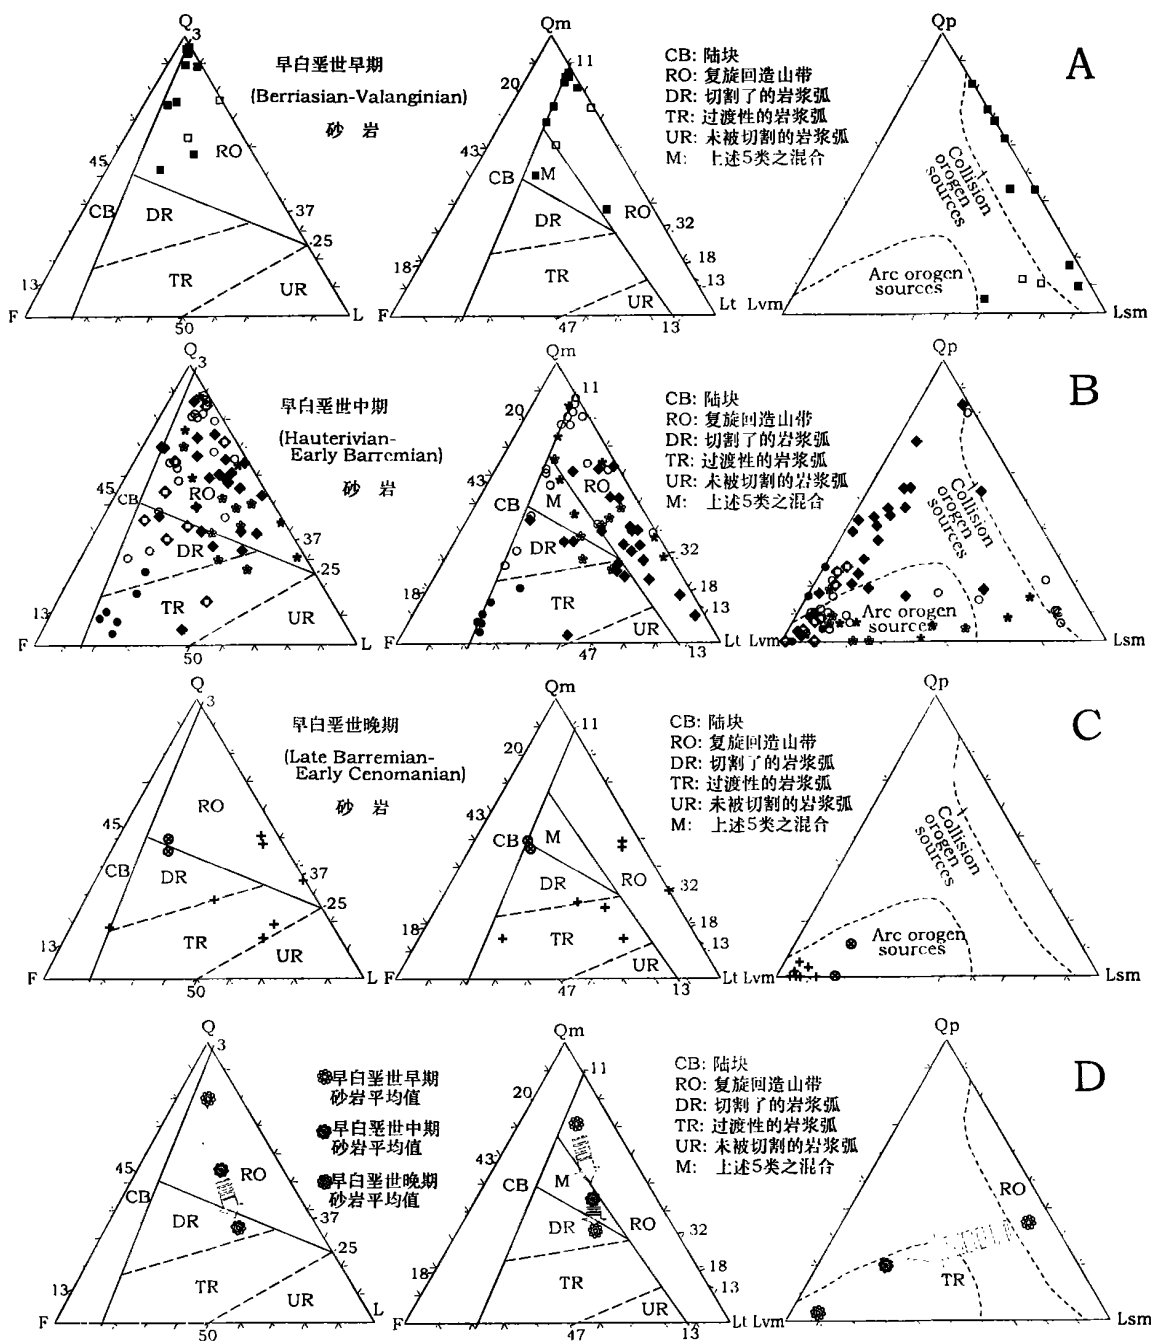 Q
3
45
13
F
50
L
25
37
CB
RO
DR
TR
UR
早白垩世早期
(Berriasian-Valanginian)
砂岩
Qm
11
20
43
18
F
47
13
Lt
13
18
32
CB
M
RO
DR
TR
UR
CB: 陆块
RO: 复旋回造山带
DR: 切割了的岩浆弧
TR: 过渡性的岩浆弧
UR: 未被切割的岩浆弧
M: 上述5类之混合
Qp
Lvm
Lsm
Collision
orogen
sources
Arc orogen
sources
A
Q
3
45
13
F
50
L
25
37
CB
RO
DR
TR
UR
早白垩世中期
(Hauterivian-
Early Barremian)
砂岩
Qm
11
20
43
18
F
47
13
Lt
13
18
32
CB
M
RO
DR
TR
UR
CB: 陆块
RO: 复旋回造山带
DR: 切割了的岩浆弧
TR: 过渡性的岩浆弧
UR: 未被切割的岩浆弧
M: 上述5类之混合
Qp
Lvm
Lsm
Collision
orogen
sources
Arc orogen
sources
B
Q
3
45
13
F
50
L
25
37
CB
RO
DR
TR
UR
早白垩世晚期
(Late Barremian-
Early Cenomanian)
砂岩
Qm
11
20
43
18
F
47
13
Lt
13
18
32
CB
M
RO
DR
TR
UR
CB: 陆块
RO: 复旋回造山带
DR: 切割了的岩浆弧
TR: 过渡性的岩浆弧
UR: 未被切割的岩浆弧
M: 上述5类之混合
Qp
Lvm
Lsm
Collision
orogen
sources
Arc orogen
sources
C
Q
3
45
13
F
50
L
25
37
CB
RO
DR
TR
UR
早白垩世早期
砂岩平均值
早白垩世中期
砂岩平均值
早白垩世晚期
砂岩平均值
Qm
11
20
43
18
F
47
13
Lt
13
18
32
CB
M
RO
DR
TR
UR
CB: 陆块
RO: 复旋回造山带
DR: 切割了的岩浆弧
TR: 过渡性的岩浆弧
UR: 未被切割的岩浆弧
M: 上述5类之混合
Qp
Lvm
Lsm
RO
TR
D